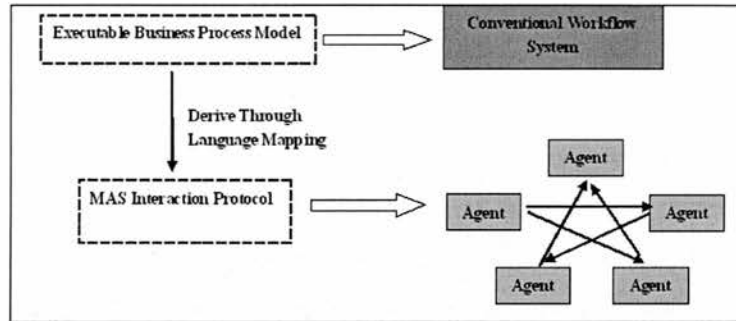 Executable Business Process Model
Conventional Workflow
System
Derive Through
Language Mapping
MAS Interaction Protocol
Agent
Agent
Agent
Agent
Agent